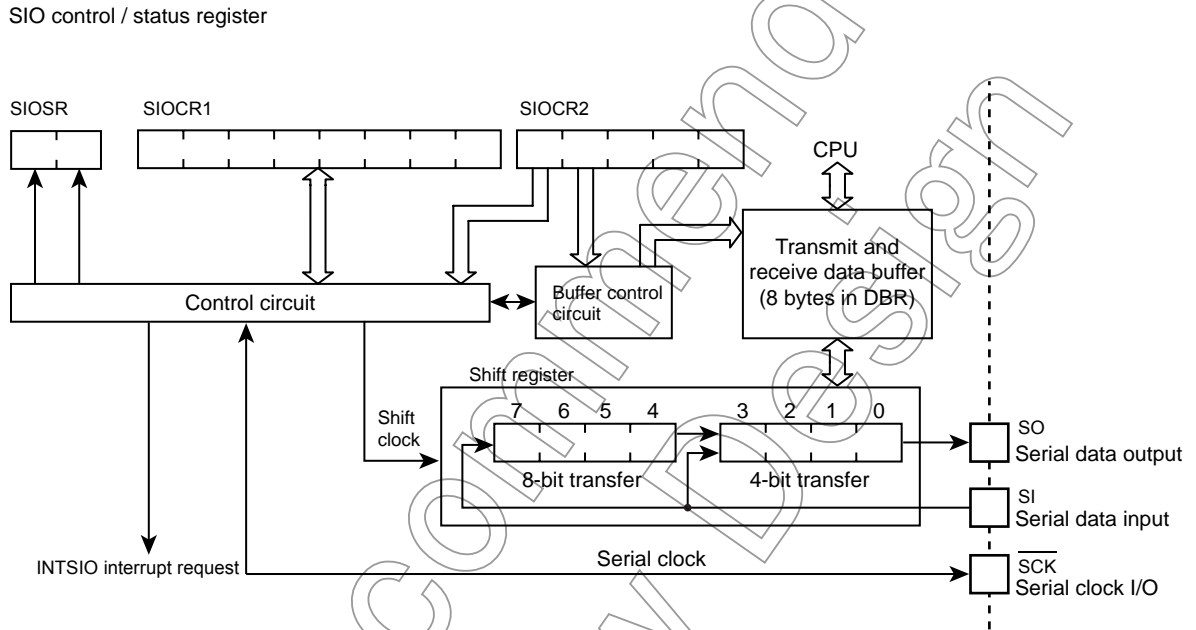 SIO control / status register
SIOSR
SIOCR1
SIOCR2
CPU
Transmit and
receive data buffer
(8 bytes in DBR)
Control circuit
Buffer control
circuit
Shift register
7 6 5 4 3 2 1 0
Shift
clock
8-bit transfer
4-bit transfer
SO
Serial data output
SI
Serial data input
INTSIO interrupt request
Serial clock
SCK
Serial clock I/O
commend
Design